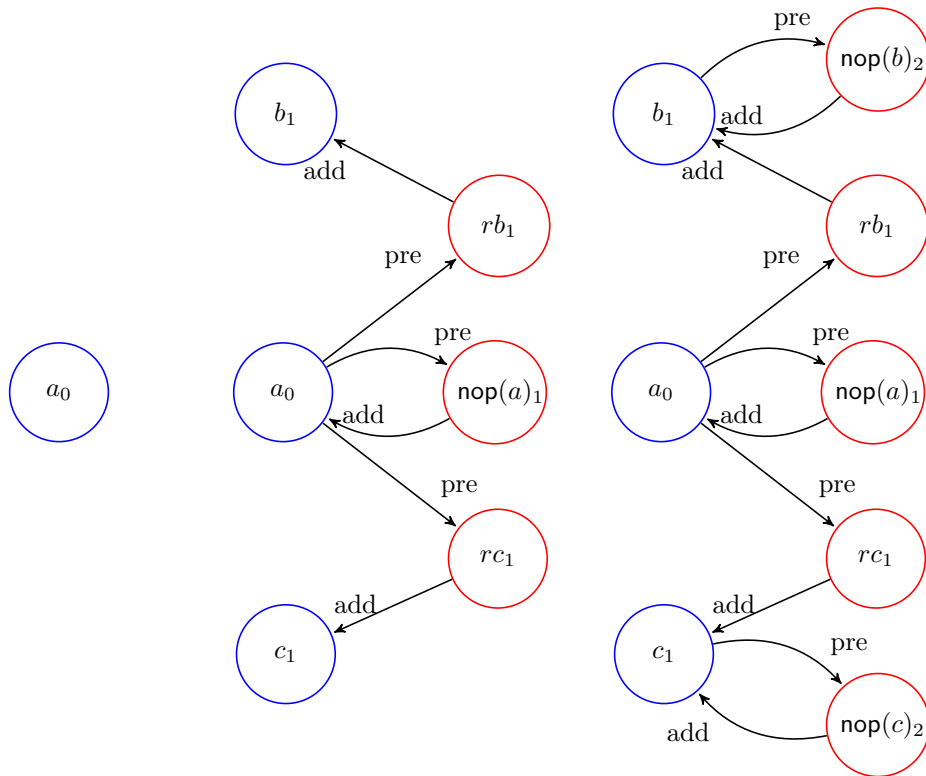 a₀
b₁
add
rb₁
pre
a₀
pre
nop(a)₁
add
pre
rc₁
add
c₁
pre
nop(b)₂
b₁
add
add
rb₁
pre
a₀
pre
nop(a)₁
add
pre
rc₁
add
c₁
pre
nop(c)₂
add